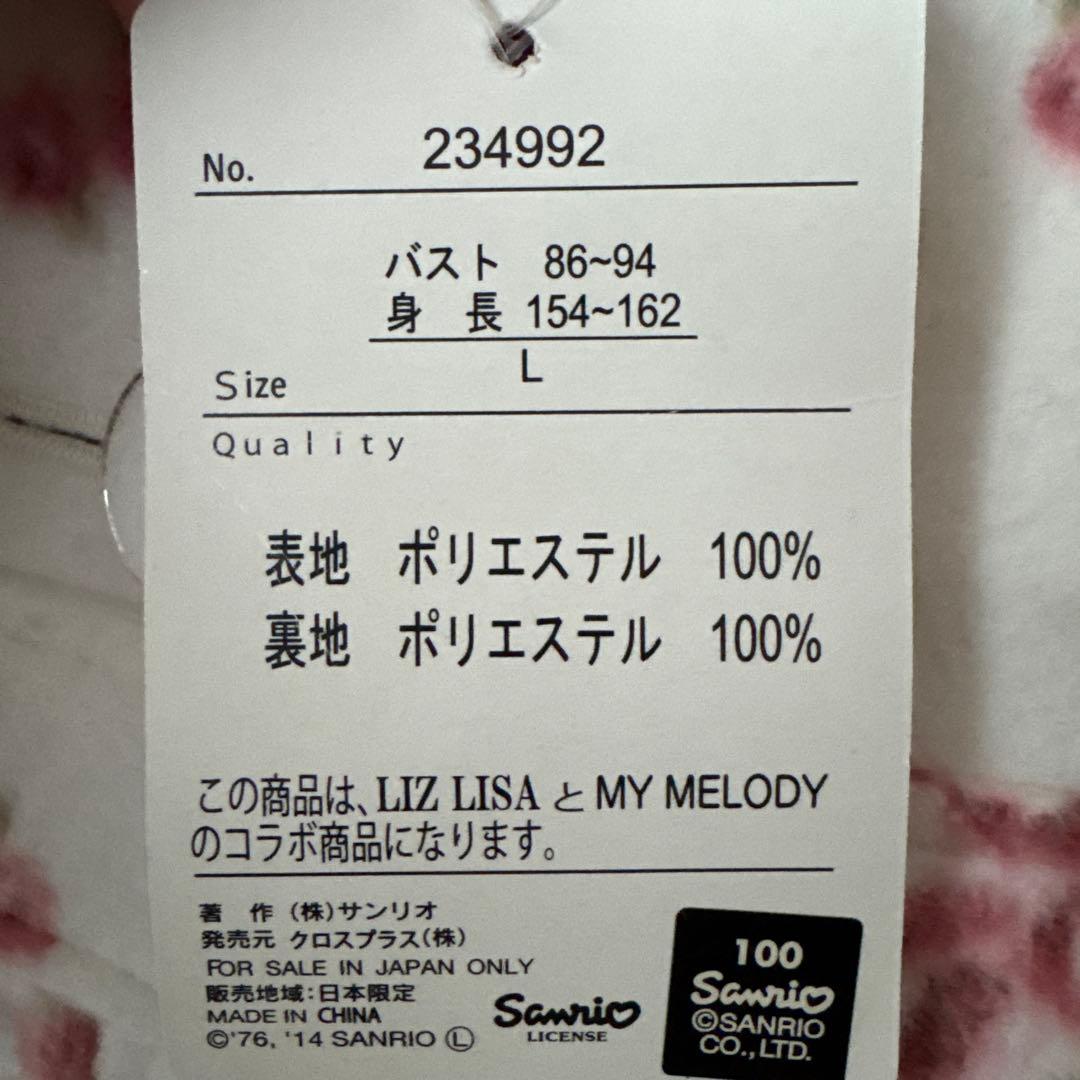 No. 234992
バスト 86~94
身 長 154~162
Size L
Quality
表地 ポリエステル 100%
裏地 ポリエステル 100%
この商品は、LIZ LISA と MY MELODY
のコラボ商品になります。
著 作 (株)サンリオ
発売元 クロスプラス(株)
FOR SALE IN JAPAN ONLY
販売地域:日本限定
MADE IN CHINA
©'76, '14 SANRIO Ⓛ
Sanrio
LICENSE
100
Sanrio
©SANRIO
CO.,LTD.